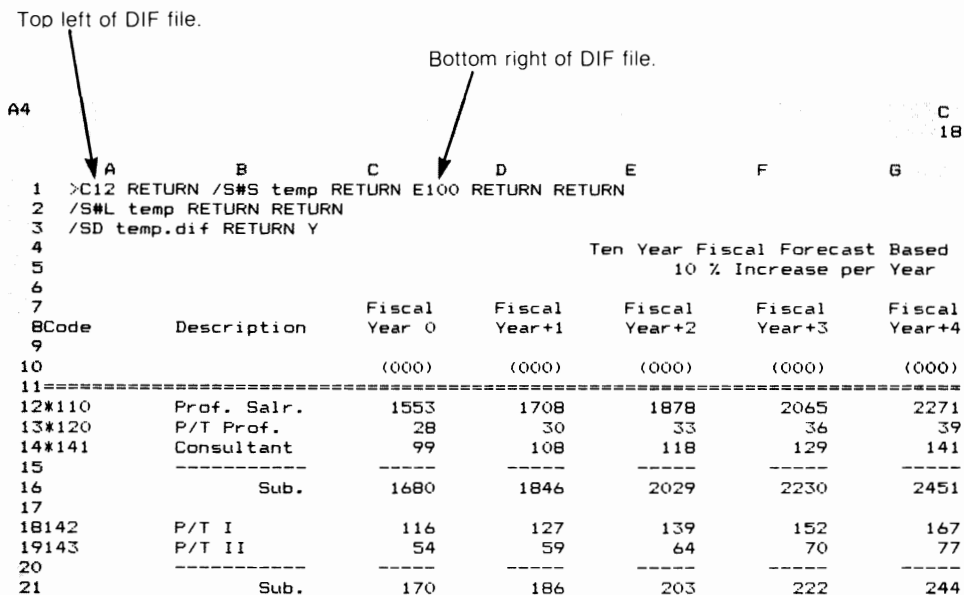 Top left of DIF file.
Bottom right of DIF file.
A4 C
18
A B C D E F G
1 >C12 RETURN /S#S temp RETURN E100 RETURN RETURN
2 /S#L temp RETURN RETURN
3 /SD temp.dif RETURN Y
4 Ten Year Fiscal Forecast Based
5 10 % Increase per Year
6
7 Fiscal Fiscal Fiscal Fiscal Fiscal
8Code Description Year 0 Year+1 Year+2 Year+3 Year+4
9
10 (000) (000) (000) (000) (000)
11================================================================
12*110 Prof. Salr. 1553 1708 1878 2065 2271
13*120 P/T Prof. 28 30 33 36 39
14*141 Consultant 99 108 118 129 141
15 ----------- ----- ----- ----- ----- -----
16 Sub. 1680 1846 2029 2230 2451
17
18142 P/T I 116 127 139 152 167
19143 P/T II 54 59 64 70 77
20 ----------- ----- ----- ----- ----- -----
21 Sub. 170 186 203 222 244